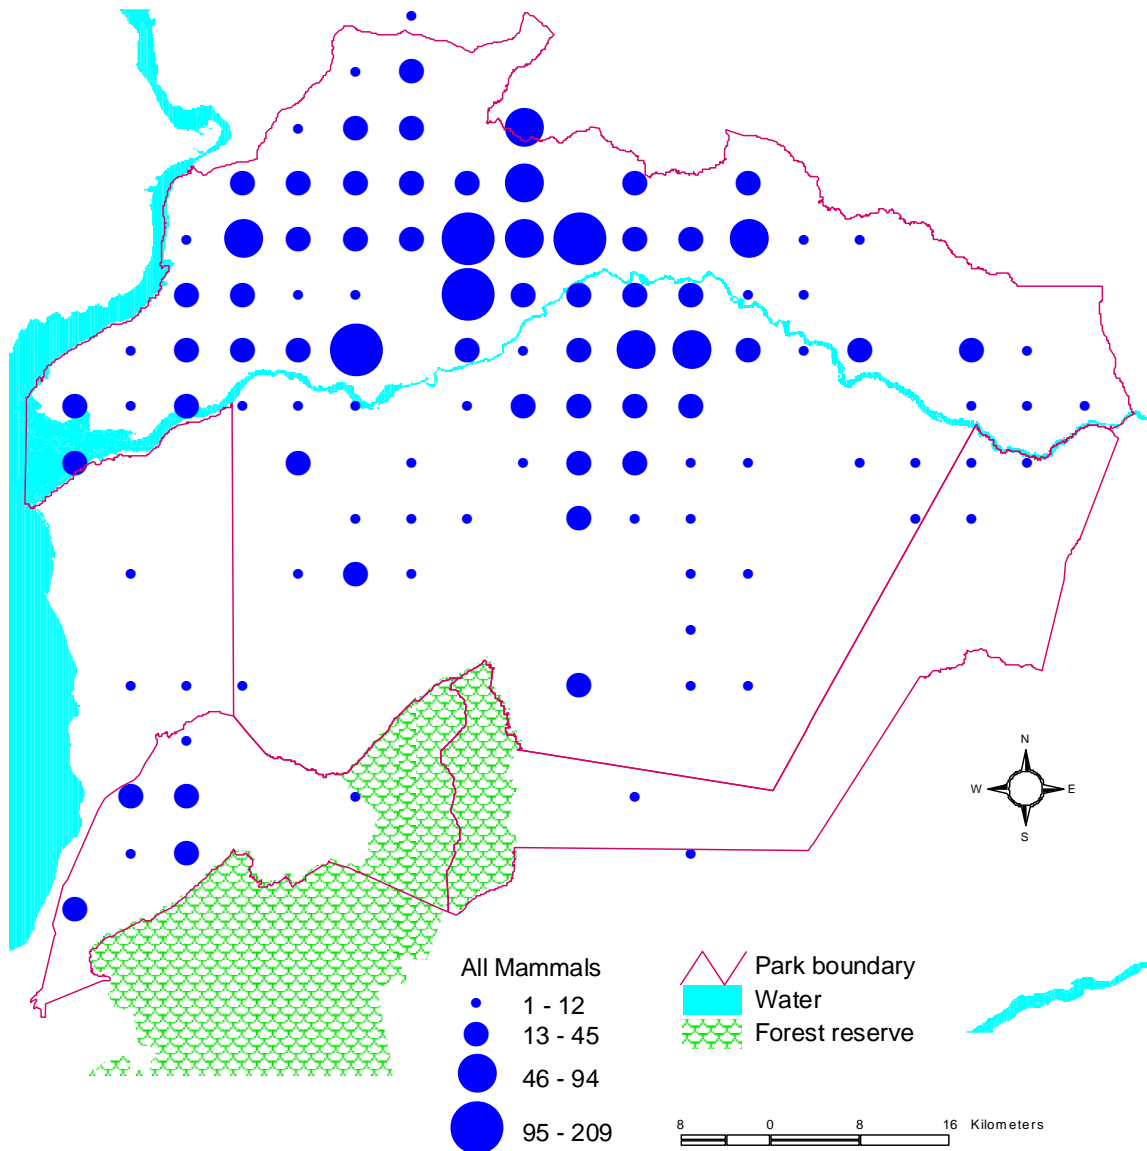 N
W E
S
All Mammals
1 - 12
13 - 45
46 - 94
95 - 209
Park boundary
Water
Forest reserve
8 0 8 16 Kilometers